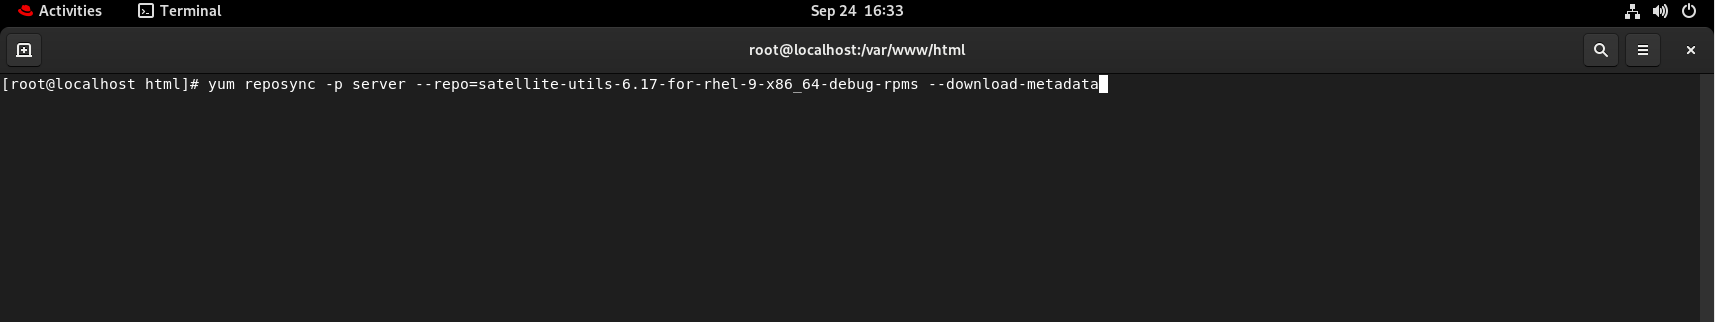 Activities Terminal Sep 24 16:33
root@localhost:/var/www/html
[root@localhost html]# yum reposync -p server --repo=satellite-utils-6.17-for-rhel-9-x86_64-debug-rpms --download-metadata